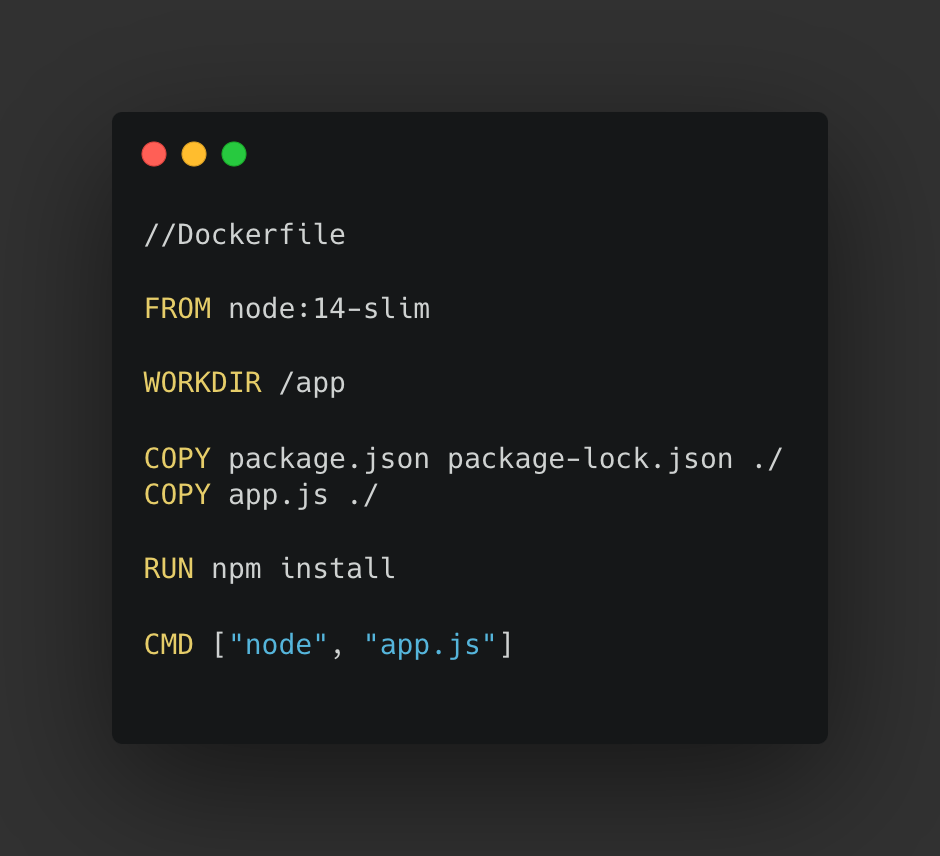 //Dockerfile
FROM node:14-slim
WORKDIR /app
COPY package.json package-lock.json ./
COPY app.js ./
RUN npm install
CMD ["node", "app.js"]